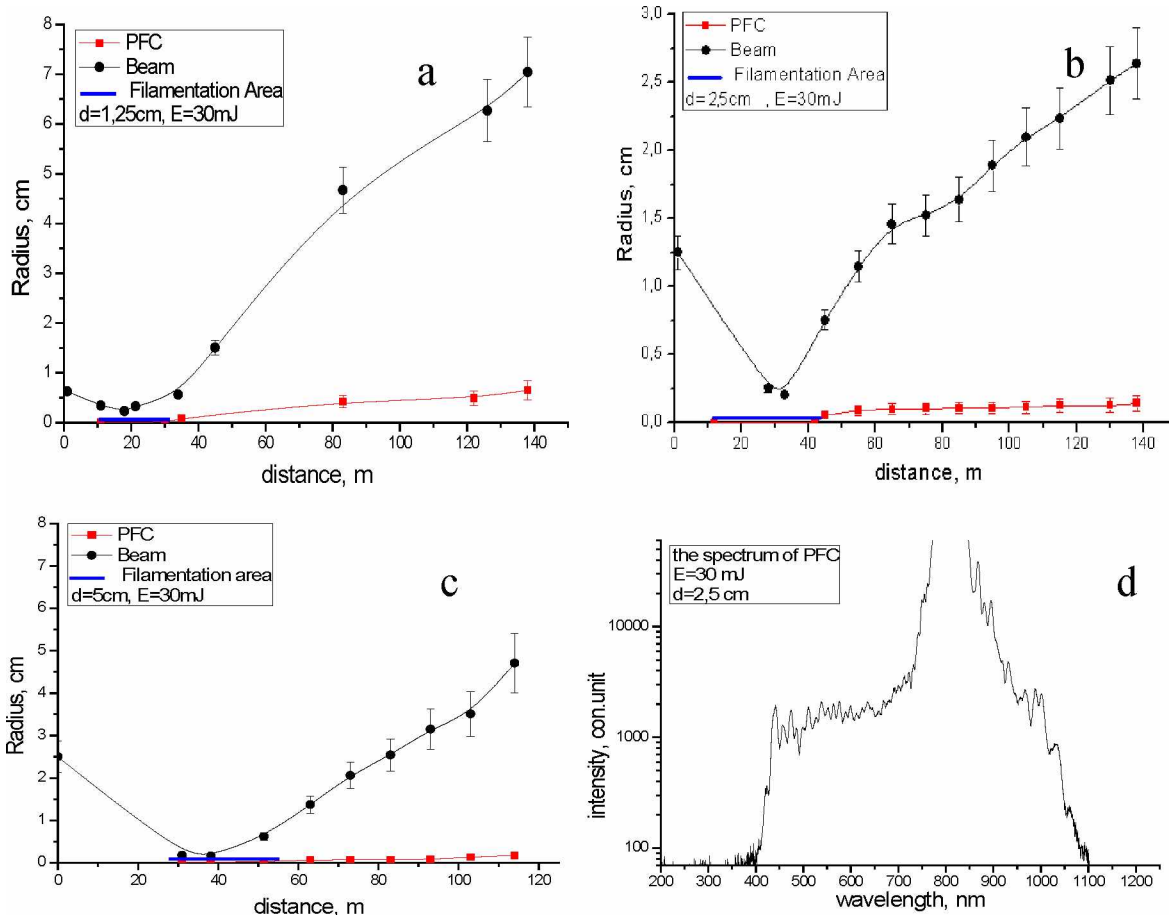 8
7
6
5
4
3
2
1
0
Radius, cm
PFC
Beam
Filamentation Area
d=1,25cm, E=30mJ
a
0 20 40 60 80 100 120 140
distance, m
3,0
2,5
2,0
1,5
1,0
0,5
0,0
Radius, cm
PFC
Beam
Filamentation Area
d=2,5cm , E=30mJ
b
0 20 40 60 80 100 120 140
distance, m
8
7
6
5
4
3
2
1
0
Radius, cm
PFC
Beam
Filamentation area
d=5cm, E=30mJ
c
0 20 40 60 80 100 120
distance, m
the spectrum of PFC
E=30 mJ
d=2,5 cm
d
10000
1000
100
intensity, con.unit
200 300 400 500 600 700 800 900 1000 1100 1200
wavelength, nm